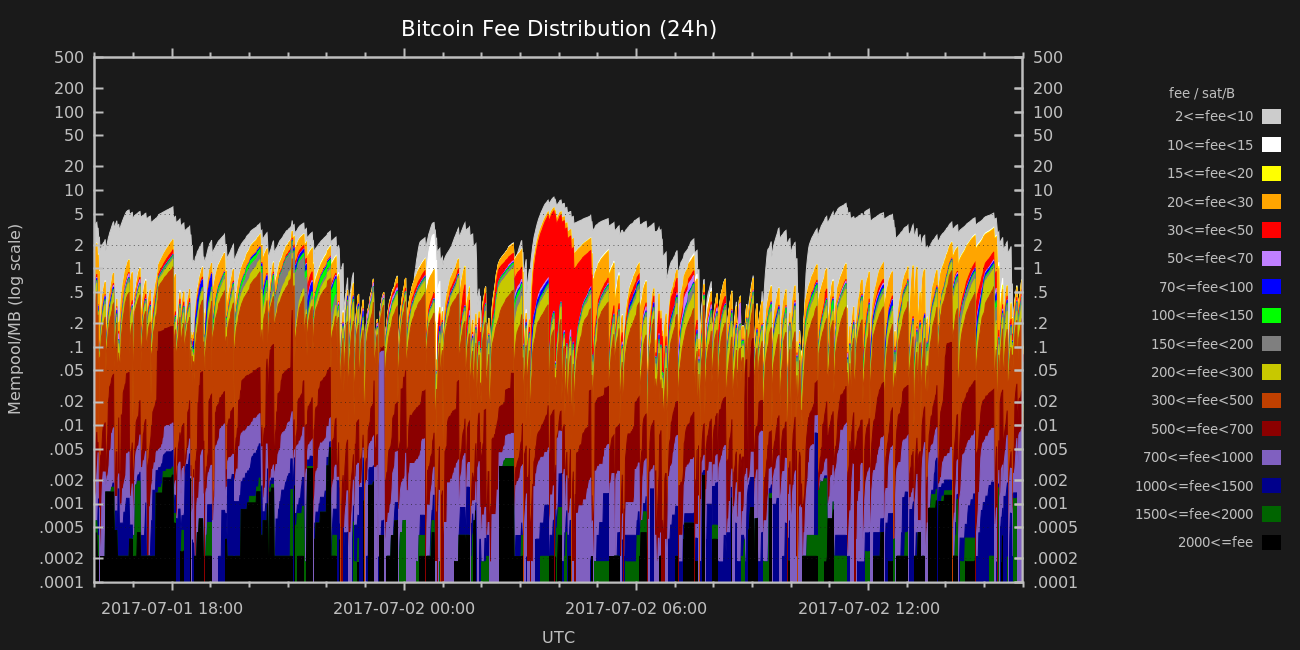 Bitcoin Fee Distribution (24h)
Mempool/MB (log scale)
500
200
100
50
20
10
5
2
1
.5
.2
.1
.05
.02
.01
.005
.002
.001
.0005
.0002
.0001
500
200
100
50
20
10
5
2
1
.5
.2
.1
.05
.02
.01
.005
.002
.001
.0005
.0002
.0001
2017-07-01 18:00
2017-07-02 00:00
2017-07-02 06:00
2017-07-02 12:00
UTC
fee / sat/B
2<=fee<10
10<=fee<15
15<=fee<20
20<=fee<30
30<=fee<50
50<=fee<70
70<=fee<100
100<=fee<150
150<=fee<200
200<=fee<300
300<=fee<500
500<=fee<700
700<=fee<1000
1000<=fee<1500
1500<=fee<2000
2000<=fee